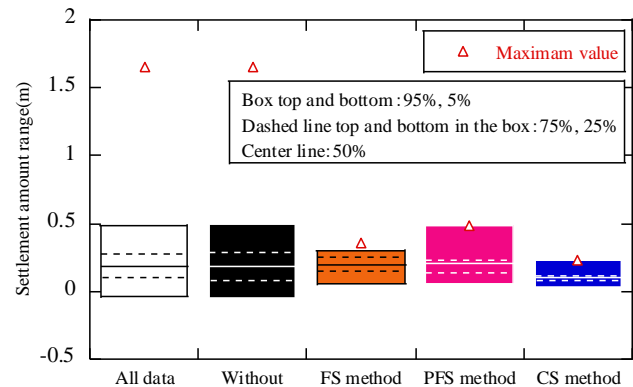 2
1.5
1
0.5
0
-0.5
Settlement amount range(m)
Maximam value
Box top and bottom:95%, 5%
Dashed line top and bottom in the box:75%, 25%
Center line:50%
All data Without FS method PFS method CS method